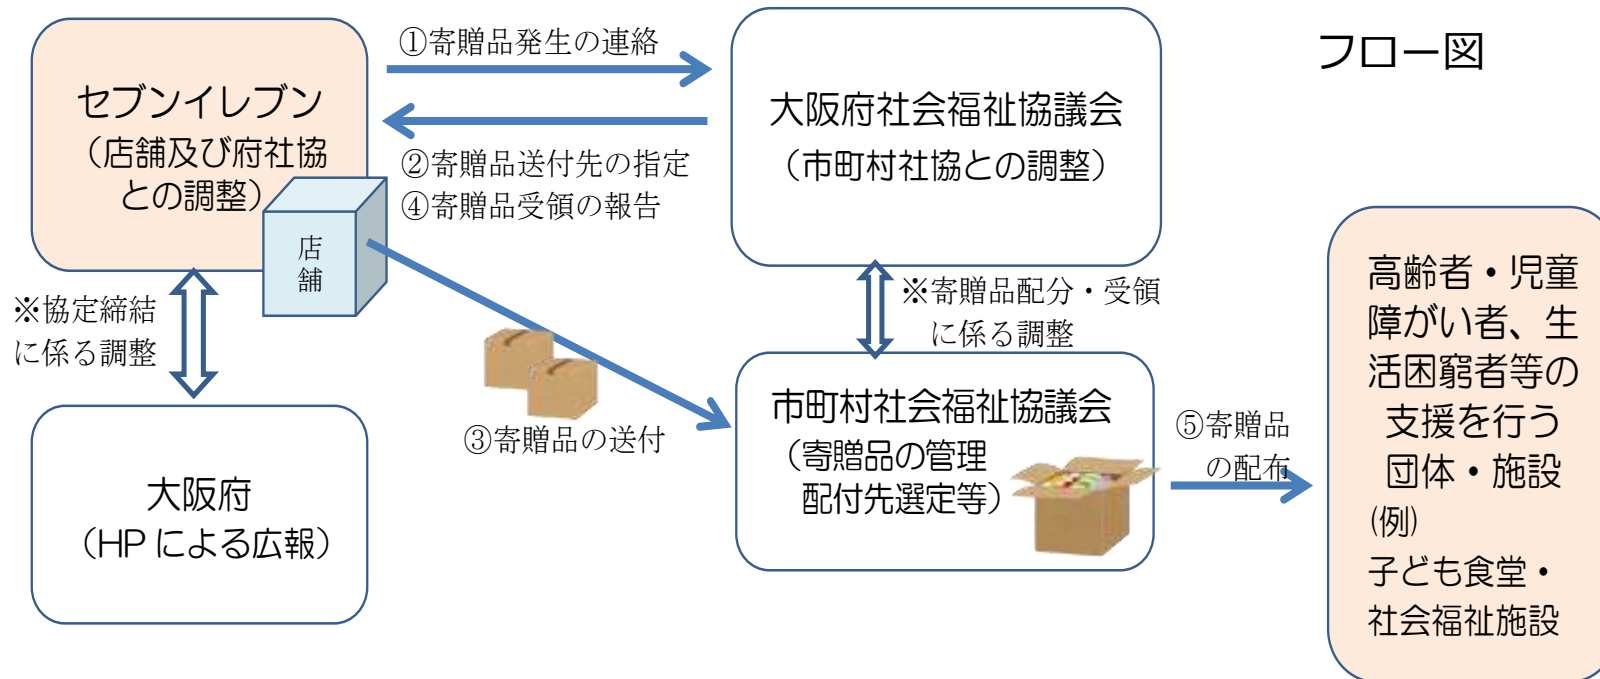 フロー図
①寄贈品発生の連絡
セブンイレブン
（店舗及び府社協
との調整）
店
舗
②寄贈品送付先の指定
④寄贈品受領の報告
大阪府社会福祉協議会
（市町村社協との調整）
※協定締結
に係る調整
※寄贈品配分・受領
に係る調整
大阪府
（HPによる広報）
③寄贈品の送付
市町村社会福祉協議会
（寄贈品の管理
配付先選定等）
⑤寄贈品
の配布
高齢者・児童
障がい者、生
活困窮者等の
支援を行う
団体・施設
(例)
子ども食堂・
社会福祉施設